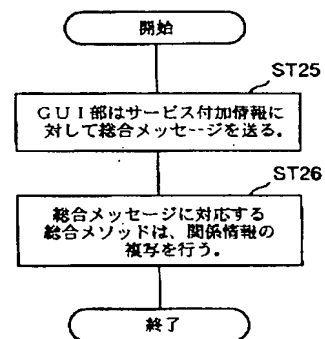 開始
ST25
GUI部はサービス付加情報に
対して総合メッセージを送る。
ST26
総合メッセージに対応する
総合メソッドは、関係情報の
複写を行う。
終了